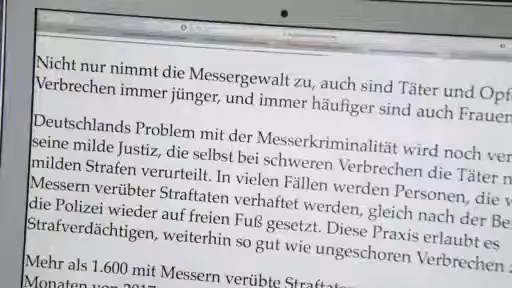 Nicht nur nimmt die Messergewalt zu, auch sind Täter und
Verbrechen immer jünger, und immer häufiger sind auch Frauen
Deutschlands Problem mit der Messerkriminalität wird noch
seine milde Justiz, die selbst bei schweren Verbrechen die Täter
milden Strafen verurteilt. In vielen Fällen werden Personen, die
Messern verübter Straftaten verhaftet werden, gleich nach der
die Polizei wieder auf freien Fuß gesetzt. Diese Praxis erlaubt es
Strafverdächtigen, weiterhin so gut wie ungeschoren Verbrechen
Mehr als 1.600 mit Messern verübte
Monaten von 2017